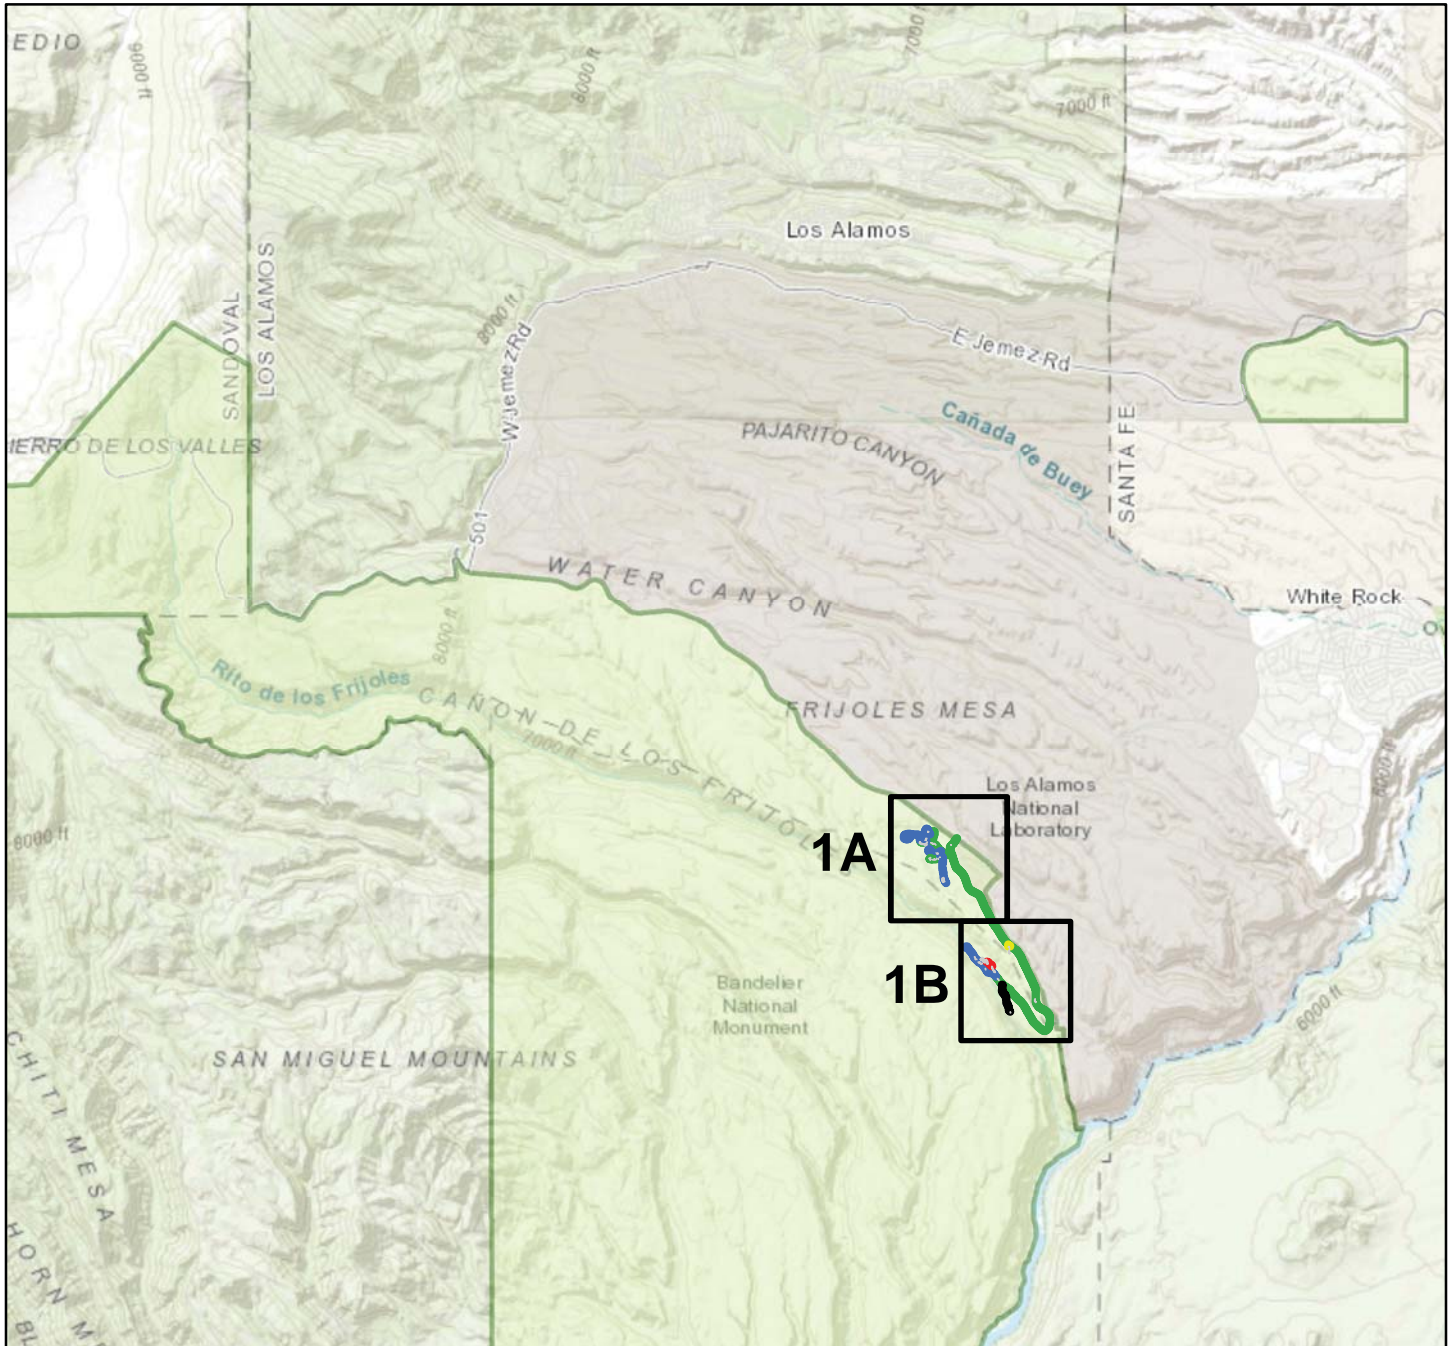 EDIO
9000 ft
8000 ft
7000 ft
7000 ft
Los Alamos
SANDOVAL
LOS ALAMOS
8000 ft
W Jemez Rd
E Jemez Rd
IERRO DE LOS VALLES
PAJARITO CANYON
Cañada de Buey
SANTA FE
501
WATER CANYON
White Rock
8000 ft
Rito de los Frijoles
CAÑON DE LOS FRIJOL
7000 ft
FRIJOLES MESA
6000 ft
Los Alamos
National
Laboratory
8000 ft
1A
1B
Bandelier
National
Monument
6000 ft
SAN MIGUEL MOUNTAINS
CHITI MESA
HORN M
BL